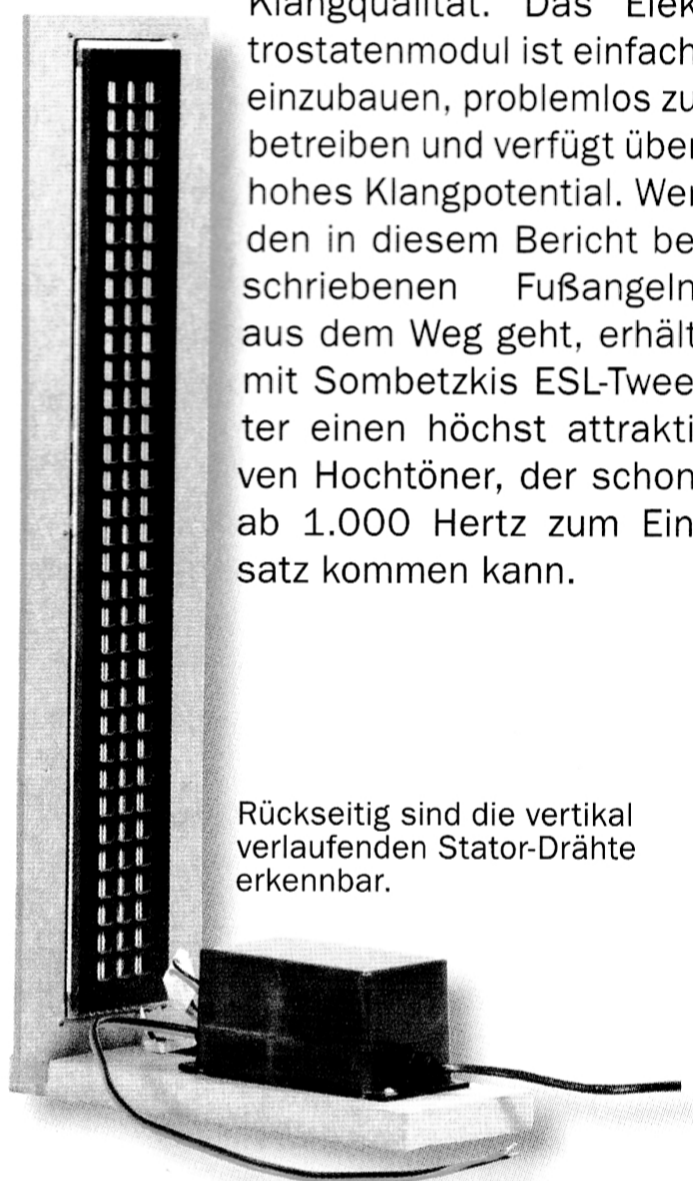 Klangqualität. Das Elek
trostatenmodul ist einfach
einzubauen, problemlos zu
betreiben und verfügt über
hohes Klangpotential. Wer
den in diesem Bericht be
schriebenen Fußangeln
aus dem Weg geht, erhält
mit Sombetzkis ESL-Twee
ter einen höchst attrakti
ven Hochtöner, der schon
ab 1.000 Hertz zum Ein
satz kommen kann.
Rückseitig sind die vertikal
verlaufenden Stator-Drähte
erkennbar.